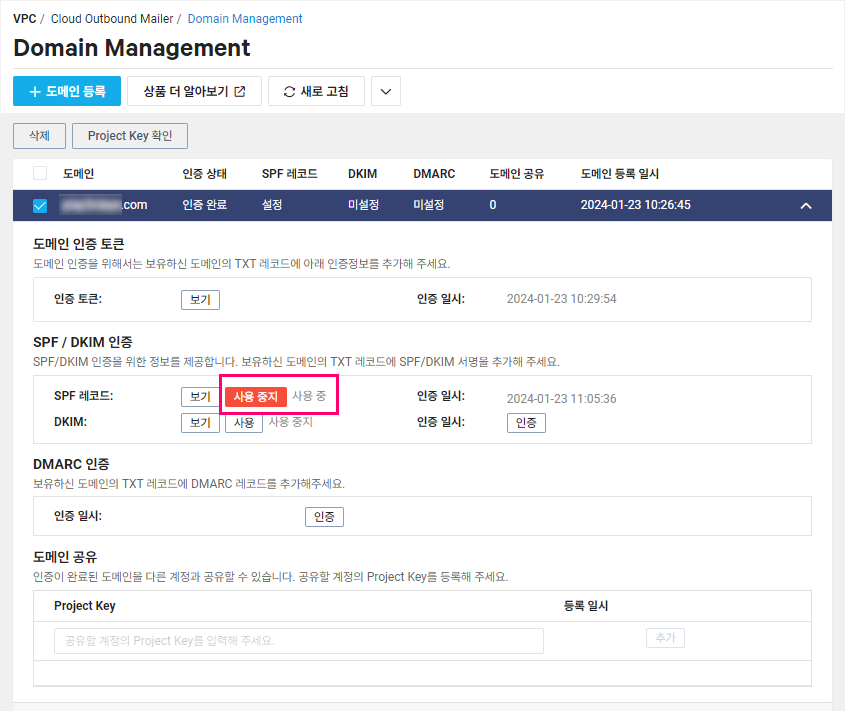 VPC / Cloud Outbound Mailer / Domain Management
Domain Management
+ 도메인 등록 상품 더 알아보기 새로 고침
삭제 Project Key 확인
도메인 인증 상태 SPF 레코드 DKIM DMARC 도메인 공유 도메인 등록 일시
.com 인증 완료 설정 미설정 미설정 0 2024-01-23 10:26:45
도메인 인증 토큰
도메인 인증을 위해서는 보유하신 도메인의 TXT 레코드에 아래 인증정보를 추가해 주세요.
인증 토큰: 보기 인증 일시: 2024-01-23 10:29:54
SPF / DKIM 인증
SPF/DKIM 인증을 위한 정보를 제공합니다. 보유하신 도메인의 TXT 레코드에 SPF/DKIM 서명을 추가해 주세요.
SPF 레코드: 보기 사용 중지 사용 중 인증 일시: 2024-01-23 11:05:36
DKIM: 보기 사용 사용 중지 인증 일시: 인증
DMARC 인증
보유하신 도메인의 TXT 레코드에 DMARC 레코드를 추가해주세요.
인증 일시: 인증
도메인 공유
인증이 완료된 도메인을 다른 계정과 공유할 수 있습니다. 공유할 계정의 Project Key를 등록해 주세요.
Project Key 등록 일시
공유할 계정의 Project Key를 입력해 주세요. 추가